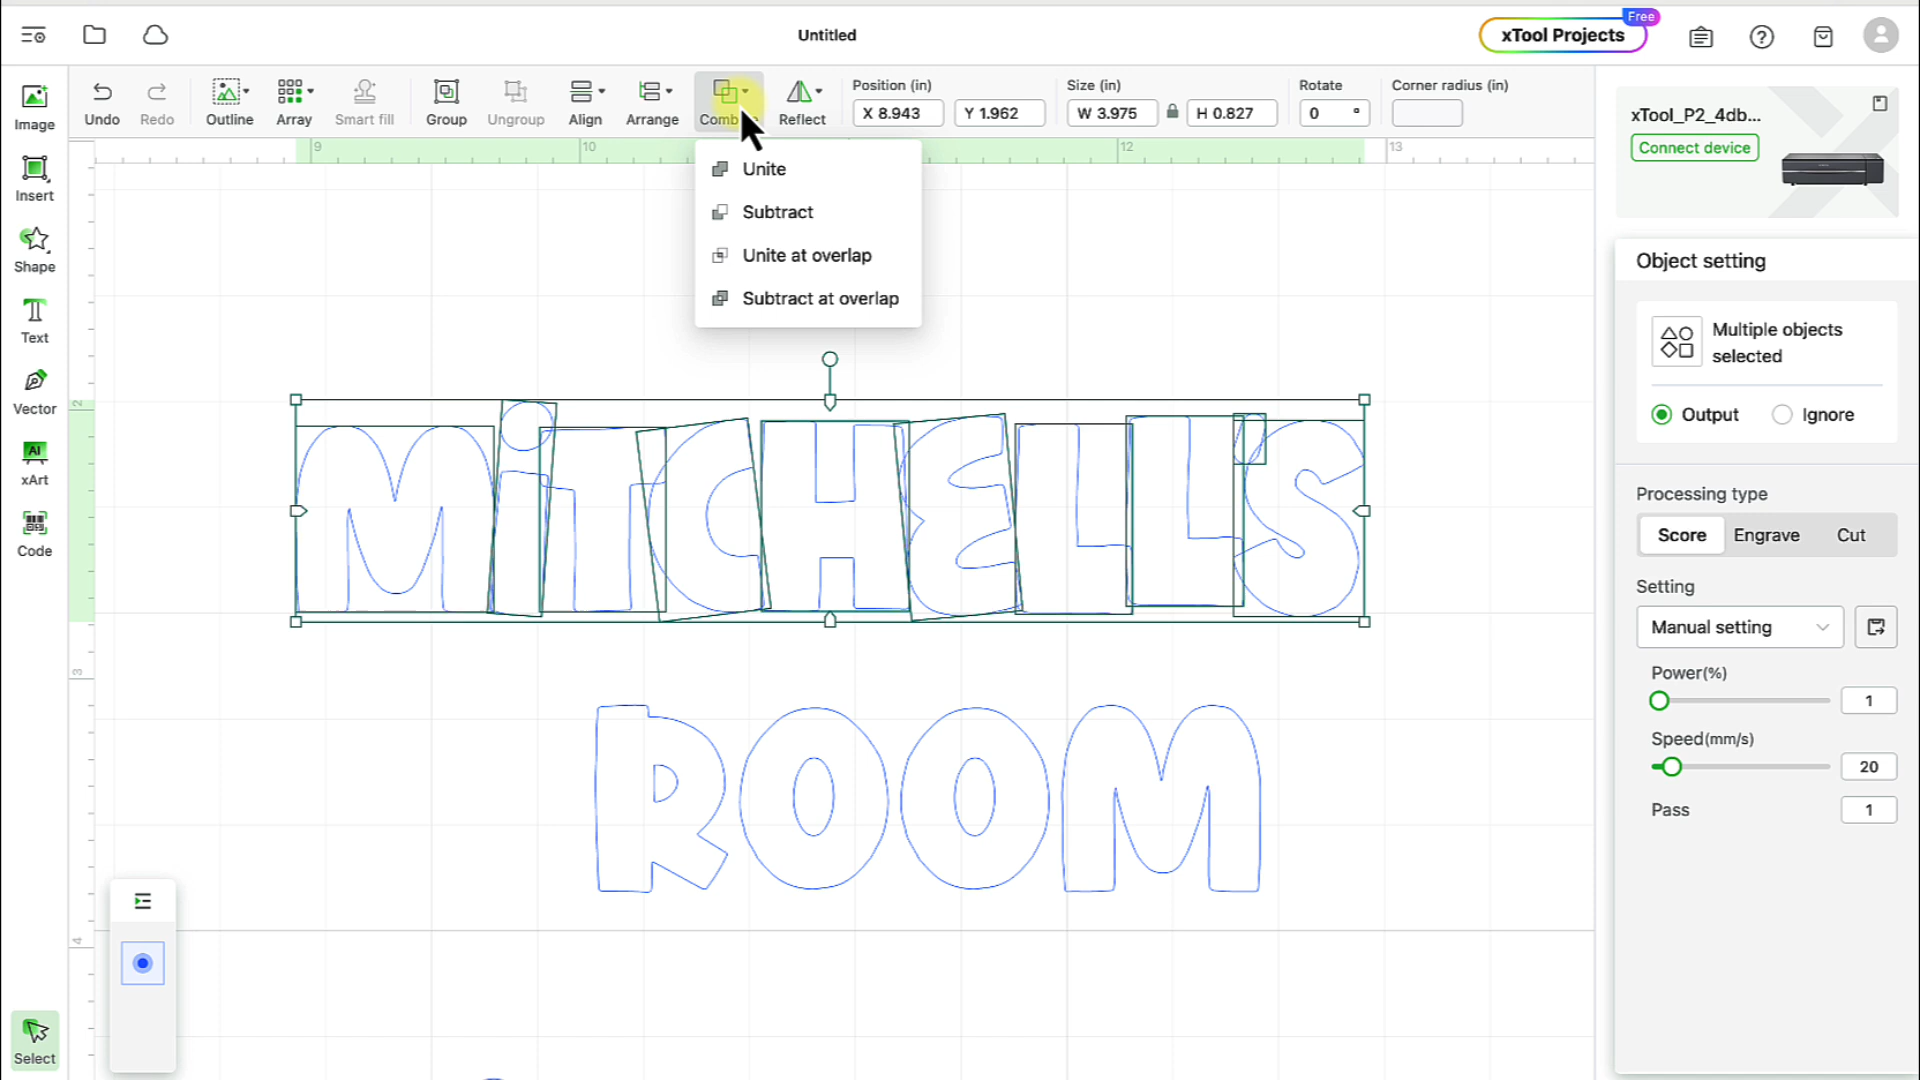 Untitled
Free
xTool Projects
Image
Insert
Shape
Text
Vector
AI
xArt
Code
Select
Undo
Redo
Outline
Array
Smart fill
Group
Ungroup
Align
Arrange
Reflect
Position (in)
X 8.943
Y 1.962
Size (in)
W 3.975
H 0.827
Rotate
0 °
Corner radius (in)
9
10
12
13
2
3
4
Unite
Subtract
Unite at overlap
Subtract at overlap
MiTCHELL'S
ROOM
xTool_P2_4db...
Connect device
Object setting
Multiple objects
selected
Output
Ignore
Processing type
Score
Engrave
Cut
Setting
Manual setting
Power(%)
1
Speed(mm/s)
20
Pass
1